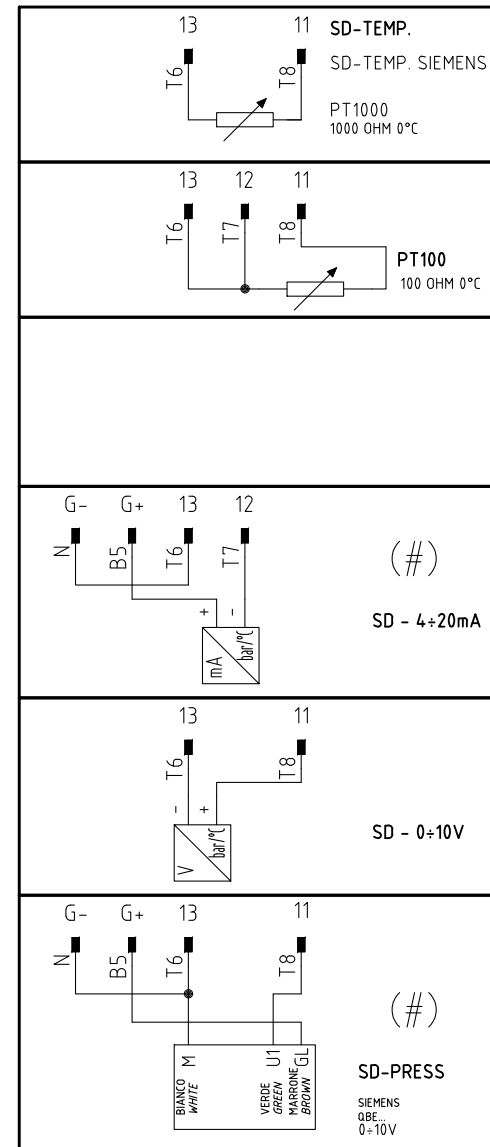 13 11 SD-TEMP.
T6 T8 SD-TEMP. SIEMENS
PT1000
1000 OHM 0°C
13 12 11
T6 T7 T8
PT100
100 OHM 0°C
G- G+ 13 12
N B5 T6 T7
(#)
+ -
mA bar/°C
SD - 4÷20mA
13 11
T6 T8
- +
V bar/°C
SD - 0÷10V
G- G+ 13 11
N B5 T6 T8
(#)
M U1 GL
BIANCO VERDE MARRONE
WHITE GREEN BROWN
SD-PRESS
SIEMENS
QBE...
0÷10V